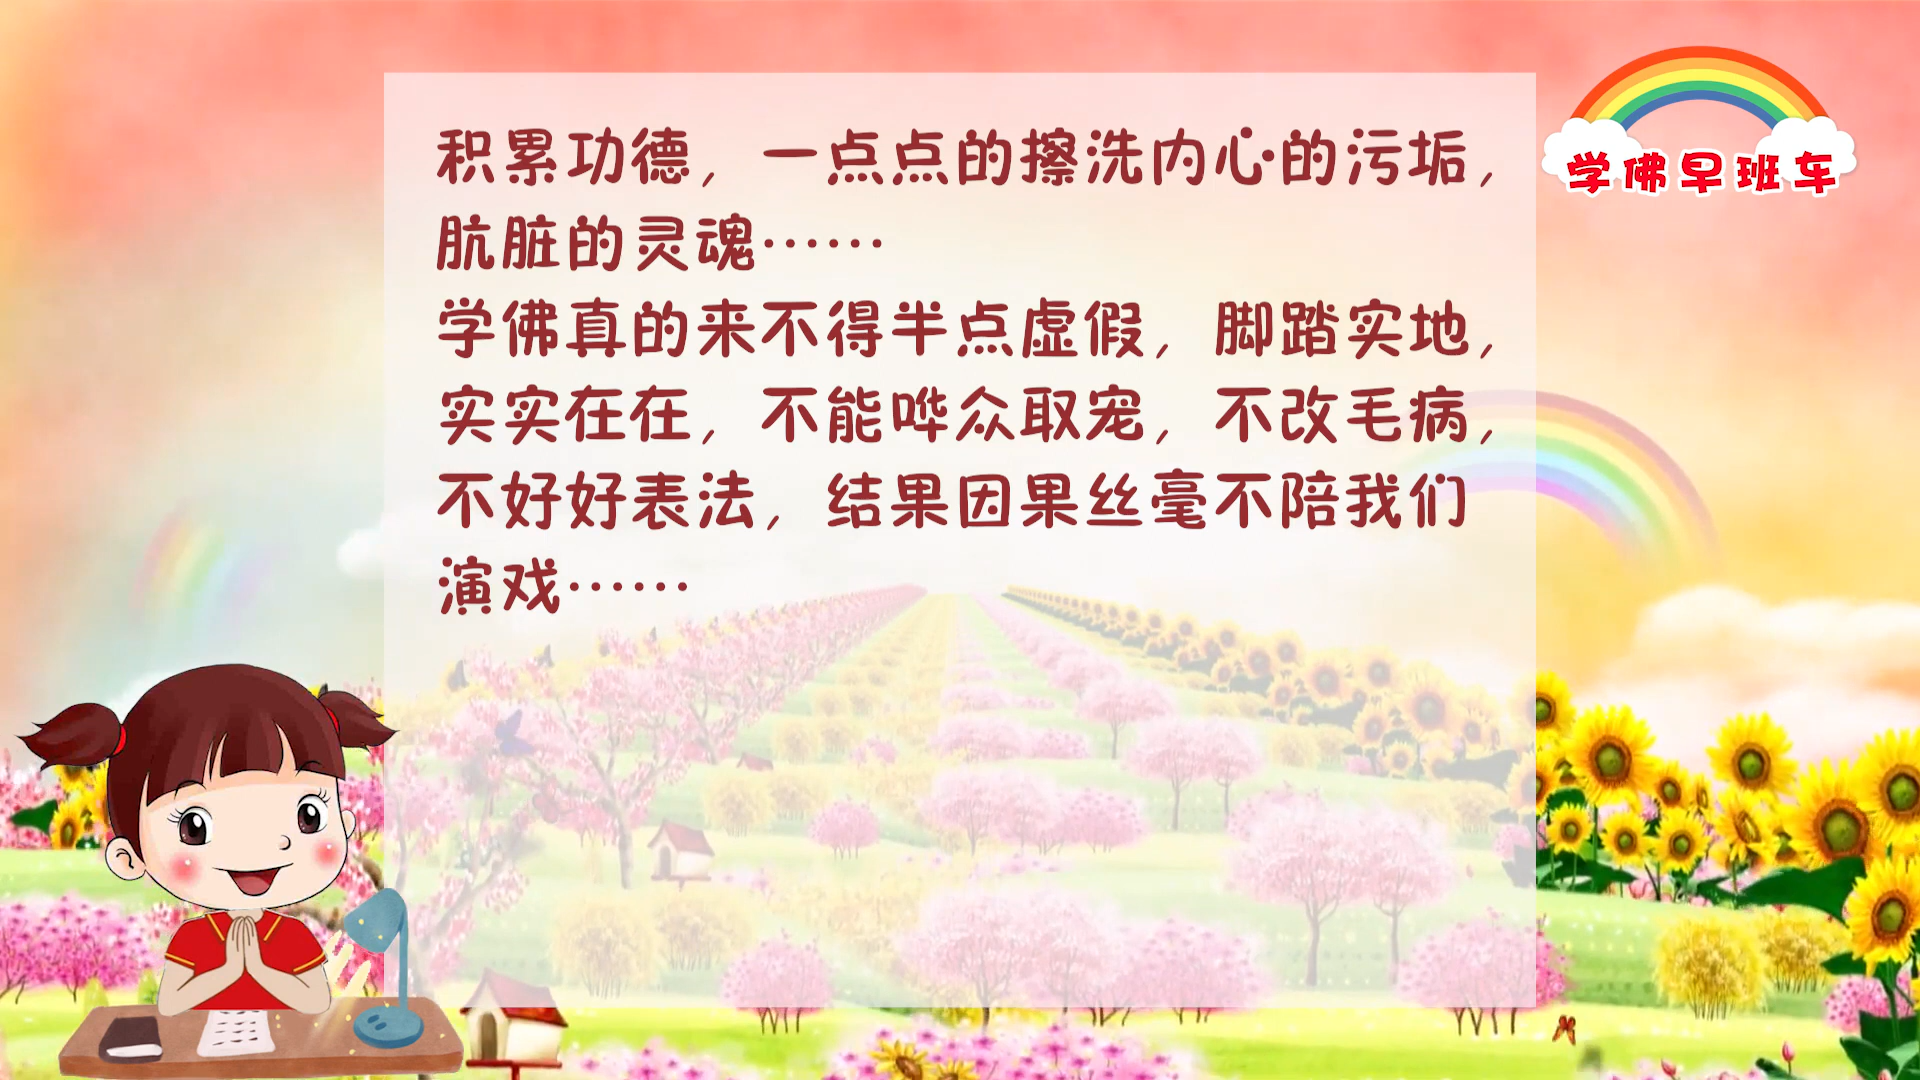 积累功德，一点点的擦洗内心的污垢，
肮脏的灵魂……
学佛真的来不得半点虚假，脚踏实地，
实实在在，不能哗众取宠，不改毛病，
不好好表法，结果因果丝毫不陪我们
演戏……
学佛早班车